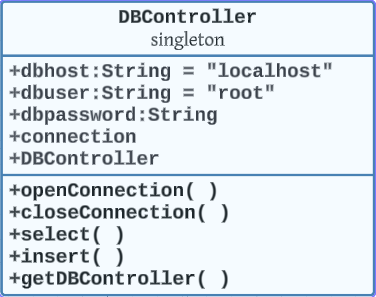 DBController
singleton
+dbhost:String = "localhost"
+dbuser:String = "root"
+dbpassword:String
+connection
+DBController
+openConnection( )
+closeConnection( )
+select( )
+insert( )
+getDBController( )